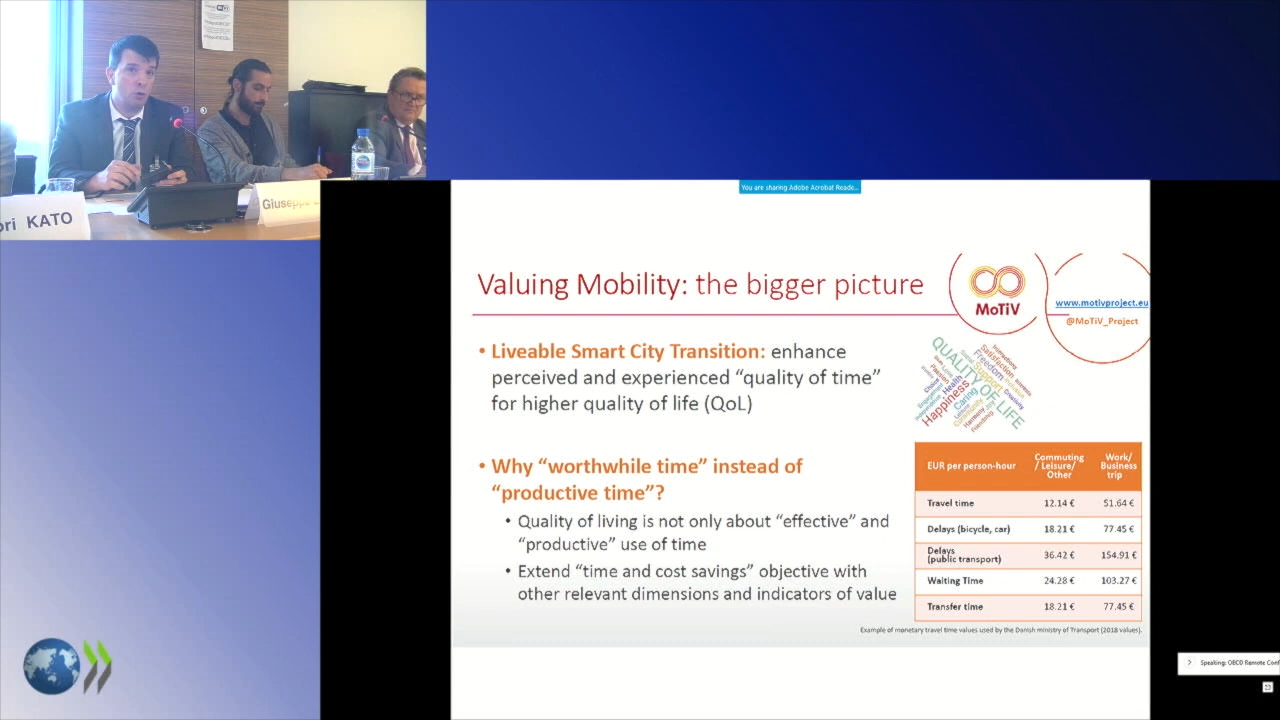 ori KATO
Giuseppe
You are sharing Adobe Acrobat Reade...
Valuing Mobility: the bigger picture
MoTiV
www.motivproject.eu
@MoTiV_Project
• Liveable Smart City Transition: enhance
perceived and experienced “quality of time”
for higher quality of life (QoL)
QUALITY OF LIFE
Happiness
Satisfaction
Freedom
Support
Caring
Health
Harmony
Friendship
Creativity
Community
• Why “worthwhile time” instead of
“productive time”?
• Quality of living is not only about “effective” and
“productive” use of time
• Extend “time and cost savings” objective with
other relevant dimensions and indicators of value
EUR per person-hour Commuting / Leisure/ Other Work/ Business trip
Travel time 12.14 € 51.64 €
Delays (bicycle, car) 18.21 € 77.45 €
Delays (public transport) 36.42 € 154.91 €
Waiting Time 24.28 € 103.27 €
Transfer time 18.21 € 77.45 €
Example of monetary travel time values used by the Danish ministry of Transport (2018 values).
Speaking: OECD Remote Conf